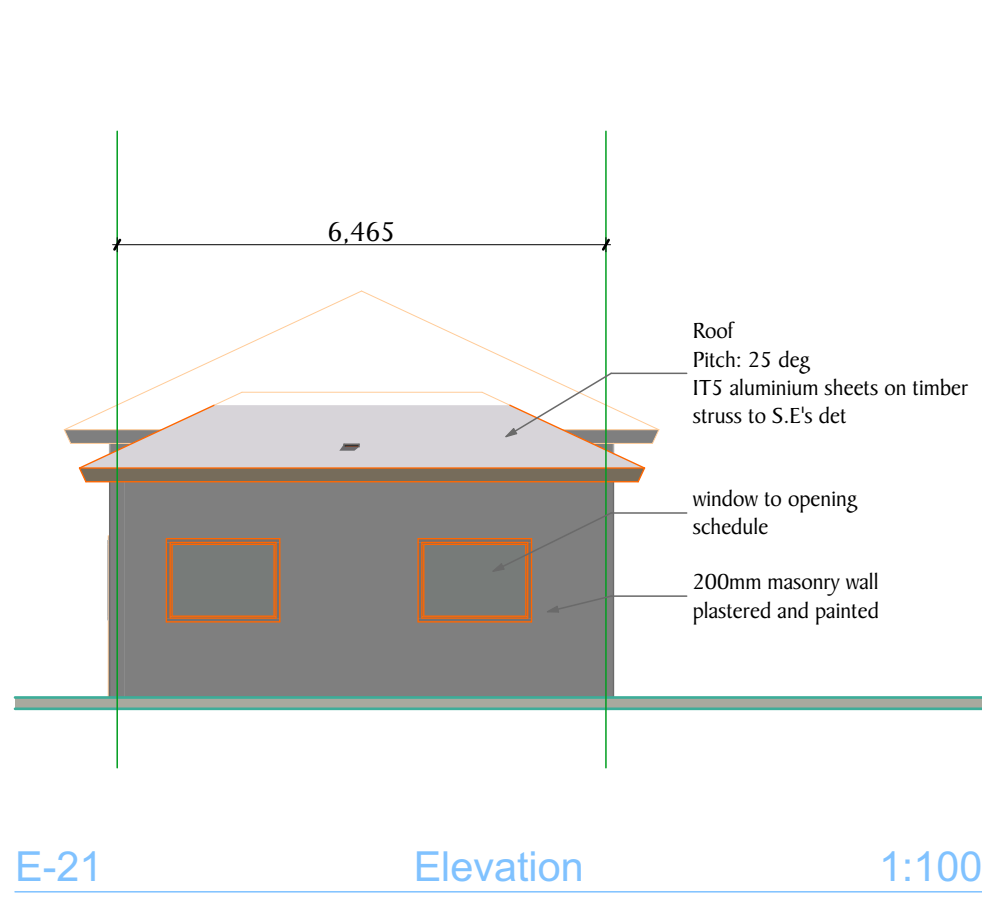 6,465
Roof
Pitch: 25 deg
IT5 aluminium sheets on timber
struss to S.E's det
window to opening
schedule
200mm masonry wall
plastered and painted
E-21 Elevation 1:100